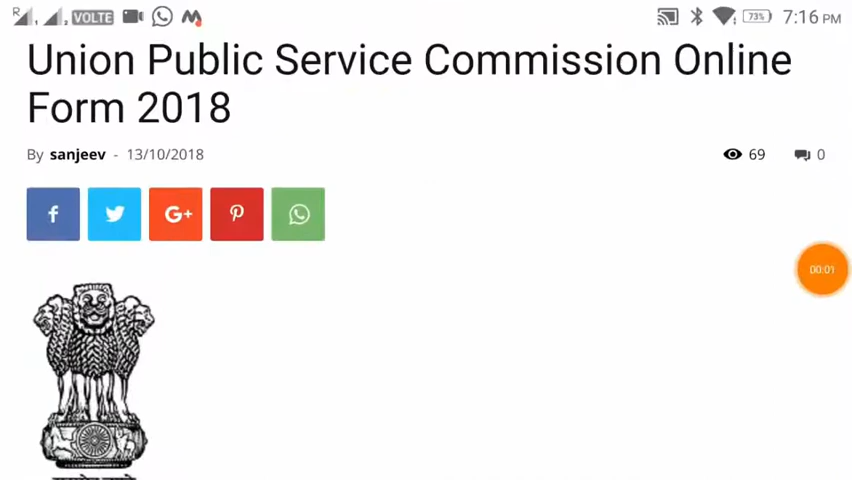 R VOLTE 73% 7:16 PM
Union Public Service Commission Online
Form 2018
By sanjeev - 13/10/2018 69 0
f G+
00:01